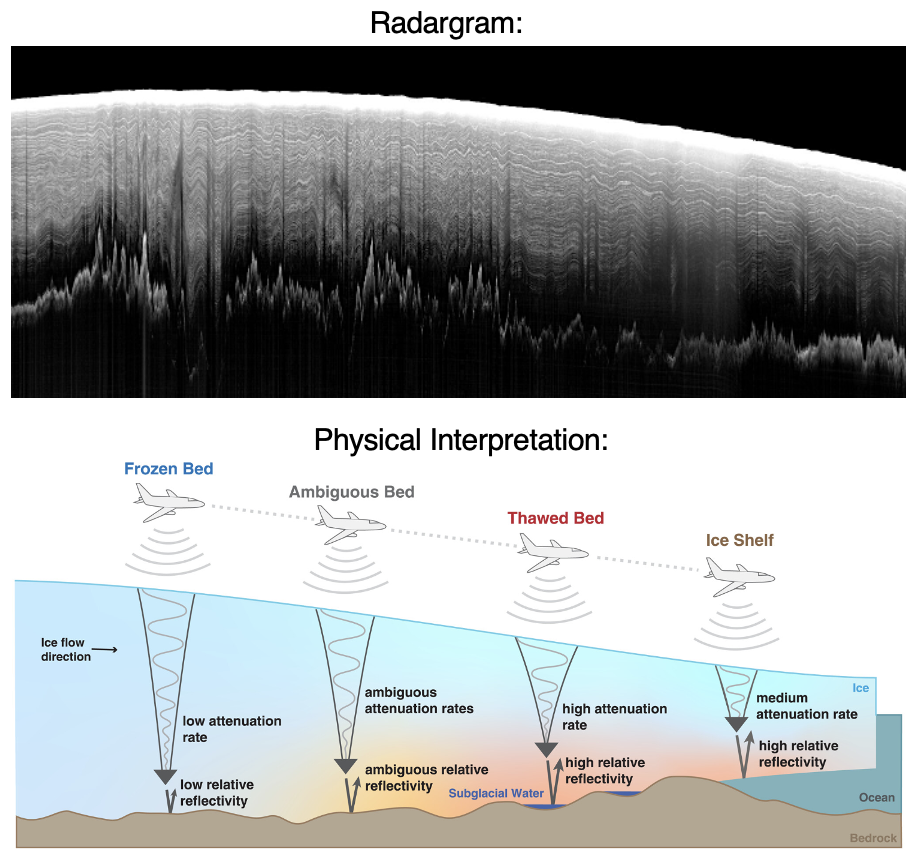 Radargram:
Physical Interpretation:
Frozen Bed
Ambiguous Bed
Thawed Bed
Ice Shelf
Ice flow
direction
Ice
low attenuation
rate
ambiguous
attenuation rates
high attenuation
rate
medium
attenuation rate
low relative
reflectivity
ambiguous relative
reflectivity
high relative
reflectivity
high relative
reflectivity
Subglacial Water
Ocean
Bedrock